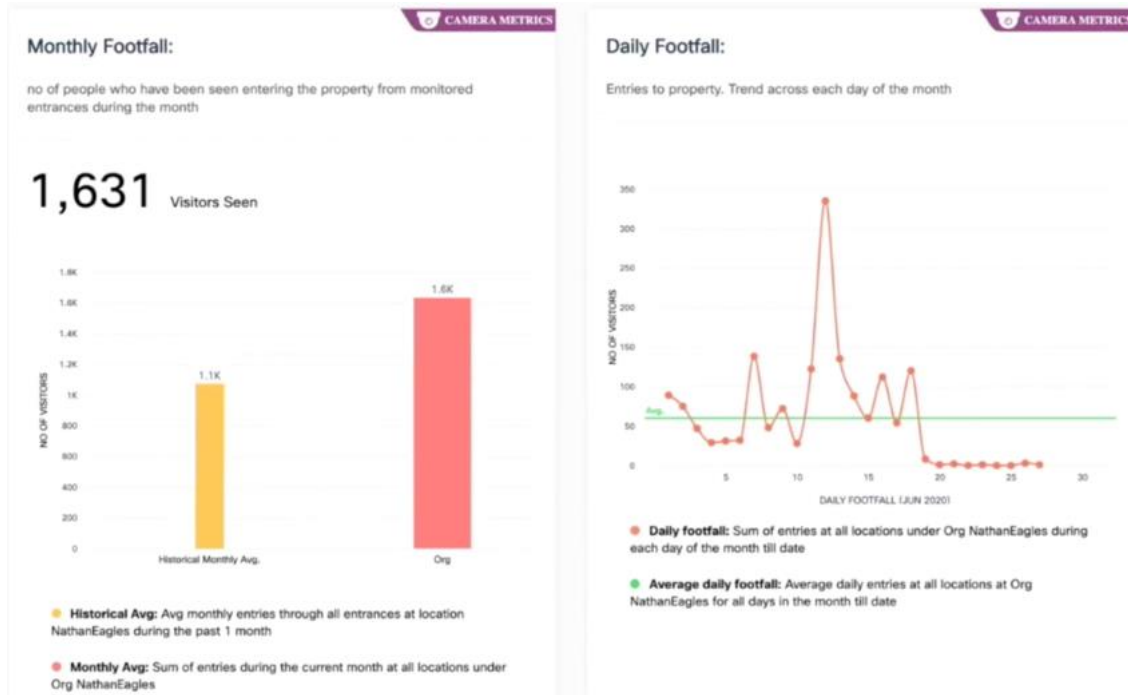 CAMERA METRICS
Monthly Footfall:
no of people who have been seen entering the property from monitored
entrances during the month
1,631 Visitors Seen
1.8K
1.6K
1.4K
1.2K
1K
800
600
400
200
0
NO OF VISITORS
1.1K
1.6K
Historical Monthly Avg.
Org
Historical Avg: Avg monthly entries through all entrances at location
NathanEagles during the past 1 month
Monthly Avg: Sum of entries during the current month at all locations under
Org NathanEagles
CAMERA METRICS
Daily Footfall:
Entries to property. Trend across each day of the month
350
300
250
200
150
100
50
0
NO OF VISITORS
Avg.
5 10 15 20 25 30
DAILY FOOTFALL (JUN 2020)
Daily footfall: Sum of entries at all locations under Org NathanEagles during
each day of the month till date
Average daily footfall: Average daily entries at all locations at Org
NathanEagles for all days in the month till date